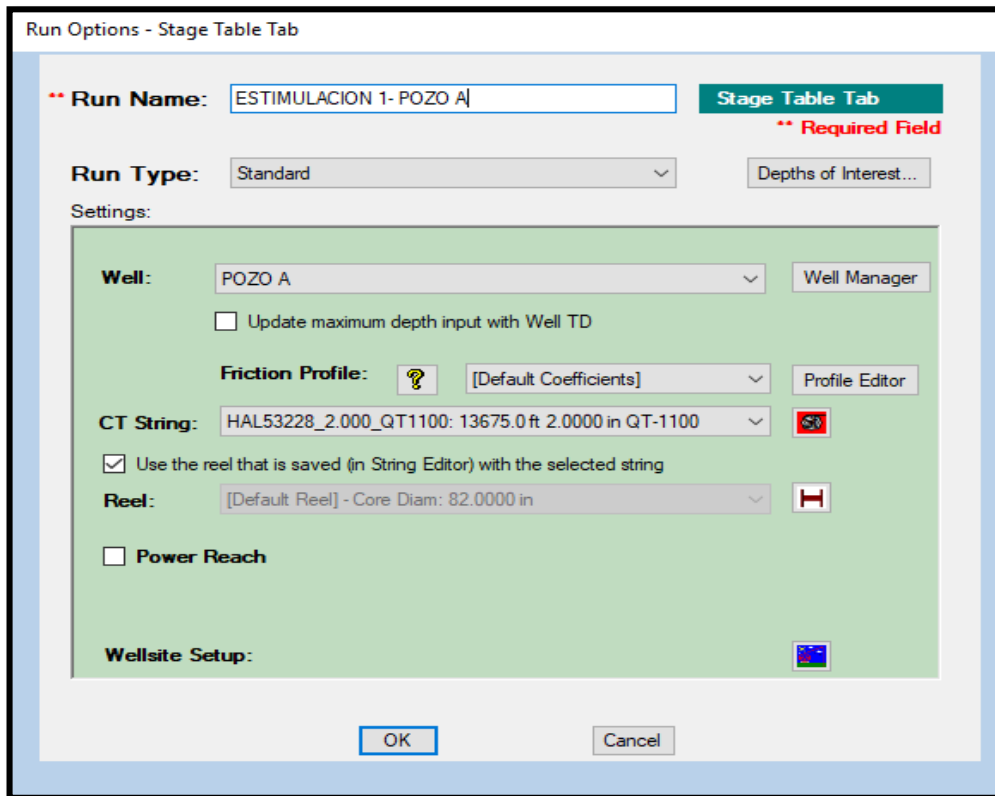 Run Options - Stage Table Tab
** Run Name: ESTIMULACION 1- POZO A Stage Table Tab
** Required Field
Run Type: Standard Depths of Interest...
Settings:
Well: POZO A Well Manager
Update maximum depth input with Well TD
Friction Profile: ? [Default Coefficients] Profile Editor
CT String: HAL53228_2.000_QT1100: 13675.0 ft 2.0000 in QT-1100
Use the reel that is saved (in String Editor) with the selected string
Reel: [Default Reel] - Core Diam: 82.0000 in
Power Reach
Wellsite Setup:
OK Cancel